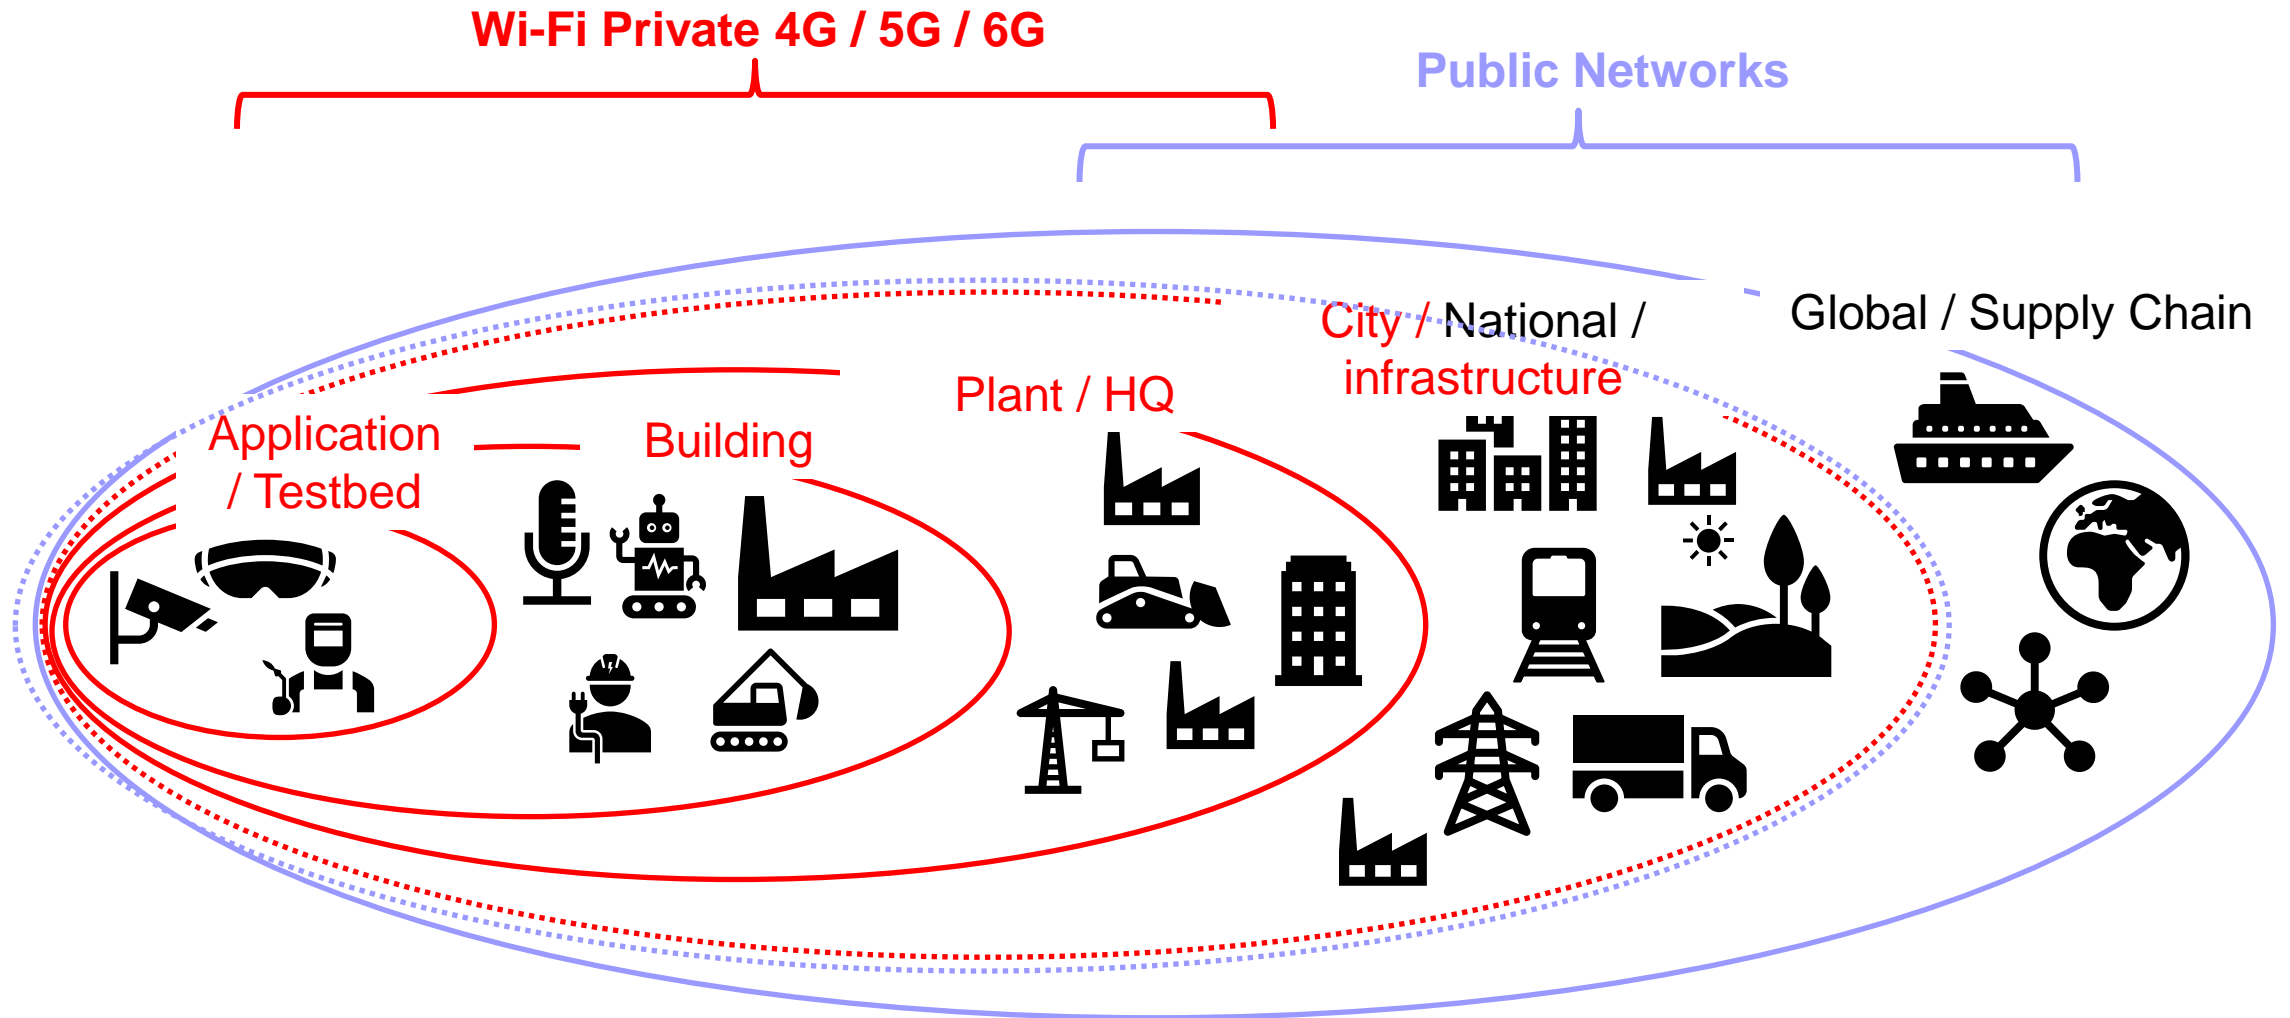 Wi-Fi Private 4G / 5G / 6G
Public Networks
Global / Supply Chain
City / National /
infrastructure
Plant / HQ
Building
Application
/ Testbed